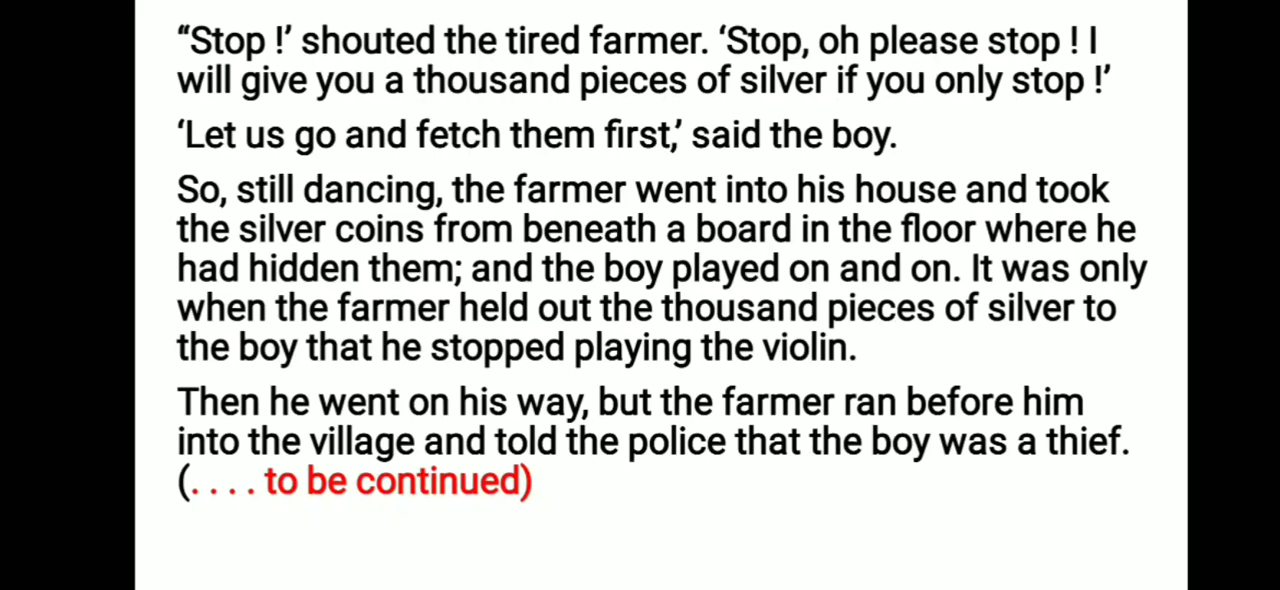 “Stop !’ shouted the tired farmer. ‘Stop, oh please stop ! I
will give you a thousand pieces of silver if you only stop !’
‘Let us go and fetch them first,’ said the boy.
So, still dancing, the farmer went into his house and took
the silver coins from beneath a board in the floor where he
had hidden them; and the boy played on and on. It was only
when the farmer held out the thousand pieces of silver to
the boy that he stopped playing the violin.
Then he went on his way, but the farmer ran before him
into the village and told the police that the boy was a thief.
(. . . . to be continued)